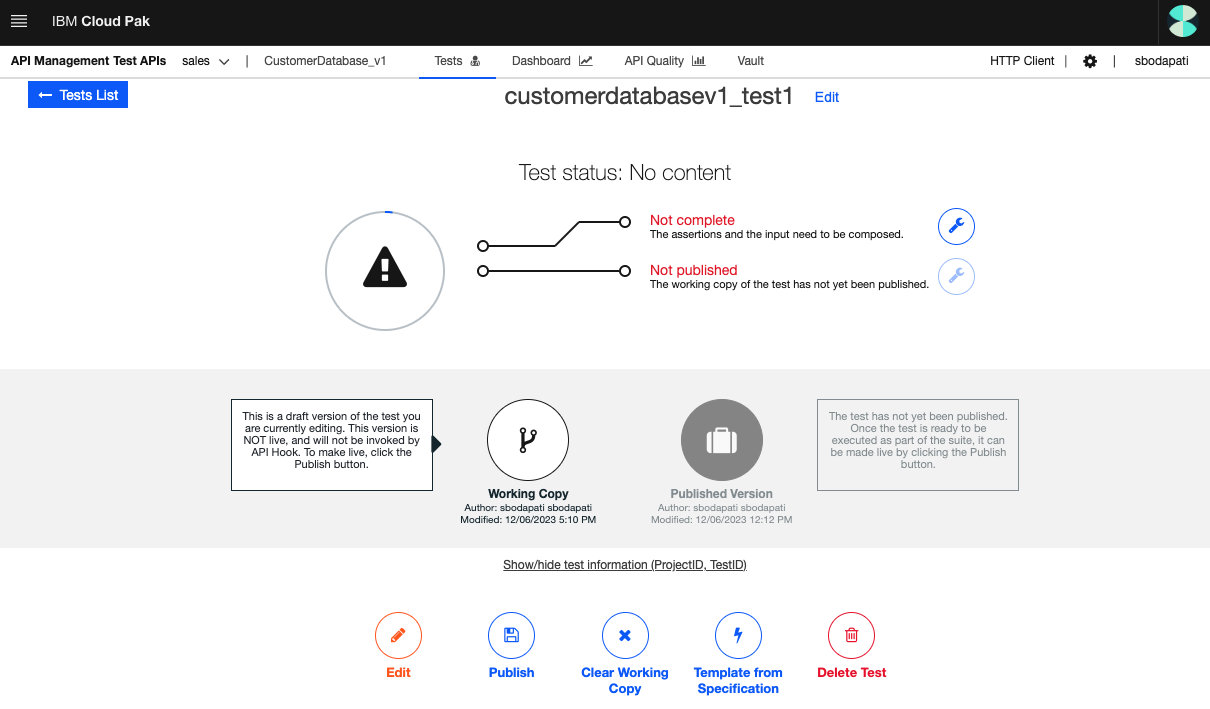 IBM Cloud Pak
API Management Test APIs sales | CustomerDatabase_v1 Tests Dashboard API Quality Vault HTTP Client | | sbodapati
← Tests List
customerdatabasev1_test1 Edit
Test status: No content
Not complete
The assertions and the input need to be composed.
Not published
The working copy of the test has not yet been published.
This is a draft version of the test you
are currently editing. This version is
NOT live, and will not be invoked by
API Hook. To make live, click the
Publish button.
Working Copy
Author: sbodapati sbodapati
Modified: 12/06/2023 5:10 PM
Published Version
Author: sbodapati sbodapati
Modified: 12/06/2023 12:12 PM
The test has not yet been published.
Once the test is ready to be
executed as part of the suite, it can
be made live by clicking the Publish
button.
Show/hide test information (ProjectID, TestID)
Edit
Publish
Clear Working
Copy
Template from
Specification
Delete Test